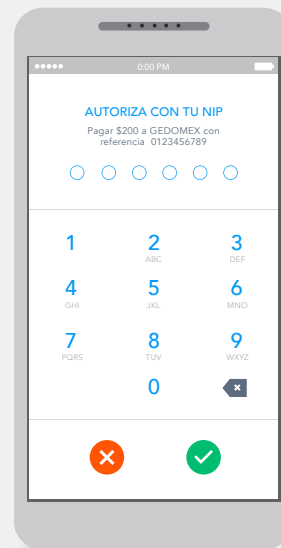 0:00 PM
AUTORIZA CON TU NIP
Pagar $200 a GEDOMEX con
referencia 0123456789
1 2 3
ABC DEF
4 5 6
GHI JKL MNO
7 8 9
PQRS TUV WXYZ
0